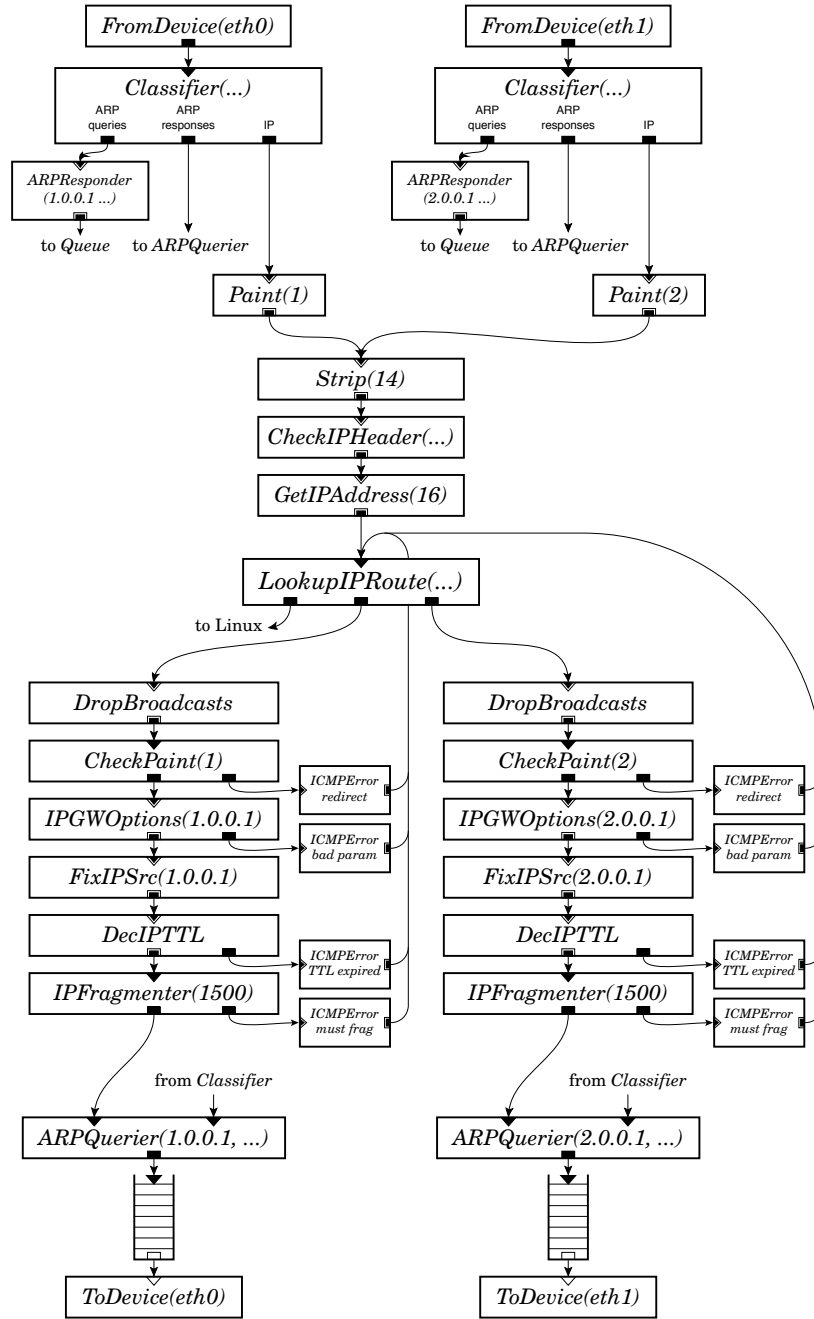 FromDevice(eth0)
FromDevice(eth1)
Classifier(...)
ARP queries
ARP responses
IP
Classifier(...)
ARP queries
ARP responses
IP
ARPResponder
(1.0.0.1 ...)
ARPResponder
(2.0.0.1 ...)
to Queue
to ARPQuerier
to Queue
to ARPQuerier
Paint(1)
Paint(2)
Strip(14)
CheckIPHeader(...)
GetIPAddress(16)
LookupIPRoute(...)
to Linux
DropBroadcasts
CheckPaint(1)
ICMPError
redirect
IPGWOptions(1.0.0.1)
ICMPError
bad param
FixIPSrc(1.0.0.1)
DecIPTTL
ICMPError
TTL expired
IPFragmenter(1500)
ICMPError
must frag
from Classifier
ARPQuerier(1.0.0.1, ...)
ToDevice(eth0)
DropBroadcasts
CheckPaint(2)
ICMPError
redirect
IPGWOptions(2.0.0.1)
ICMPError
bad param
FixIPSrc(2.0.0.1)
DecIPTTL
ICMPError
TTL expired
IPFragmenter(1500)
ICMPError
must frag
from Classifier
ARPQuerier(2.0.0.1, ...)
ToDevice(eth1)